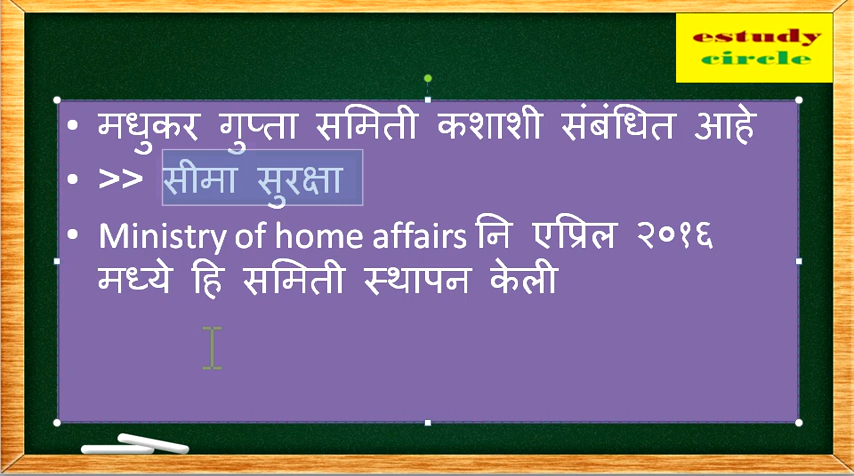 estudy
circle
• मधुकर गुप्ता समिती कशाशी संबंधित आहे
• >> सीमा सुरक्षा
• Ministry of home affairs नि एप्रिल २०१६
मध्ये हि समिती स्थापन केली